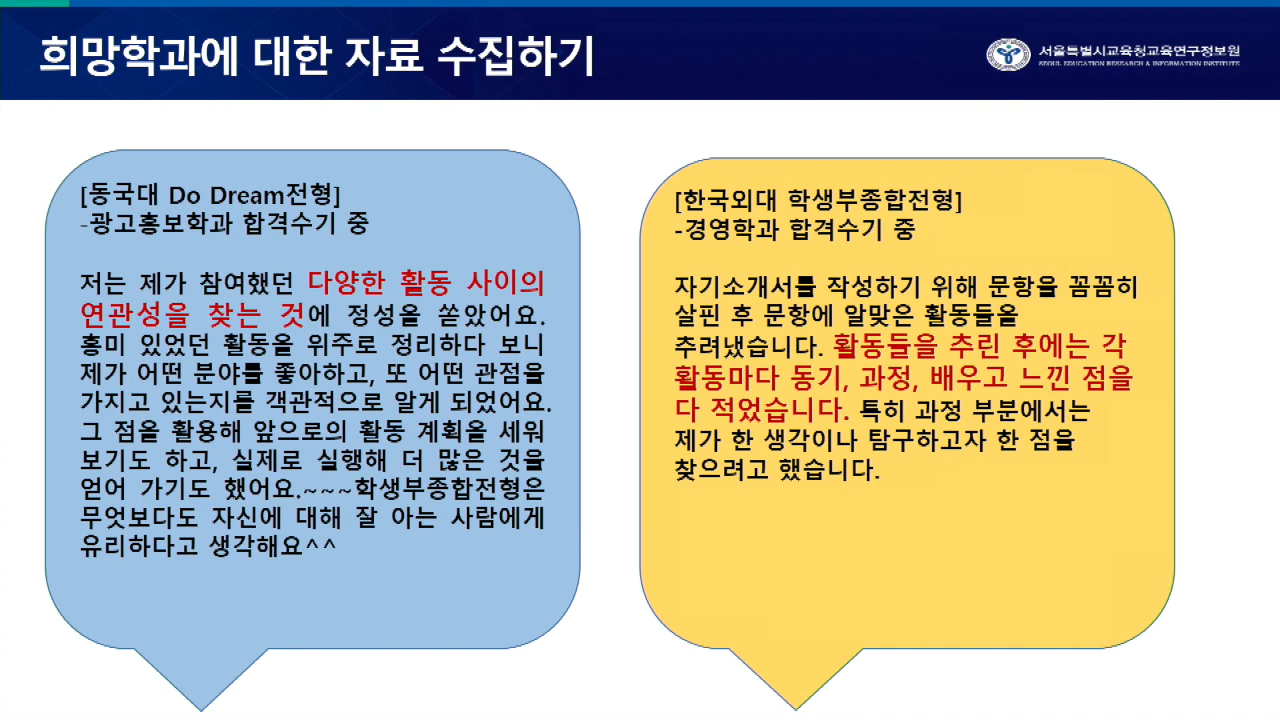 희망학과에 대한 자료 수집하기
서울특별시교육청교육연구정보원
SEOUL EDUCATION RESEARCH & INFORMATION INSTITUTE
[동국대 Do Dream전형]
-광고홍보학과 합격수기 중
저는 제가 참여했던 다양한 활동 사이의
연관성을 찾는 것에 정성을 쏟았어요.
흥미 있었던 활동을 위주로 정리하다 보니
제가 어떤 분야를 좋아하고, 또 어떤 관점을
가지고 있는지를 객관적으로 알게 되었어요.
그 점을 활용해 앞으로의 활동 계획을 세워
보기도 하고, 실제로 실행해 더 많은 것을
얻어 가기도 했어요.~~~학생부종합전형은
무엇보다도 자신에 대해 잘 아는 사람에게
유리하다고 생각해요^^
[한국외대 학생부종합전형]
-경영학과 합격수기 중
자기소개서를 작성하기 위해 문항을 꼼꼼히
살핀 후 문항에 알맞은 활동들을
추려냈습니다. 활동들을 추린 후에는 각
활동마다 동기, 과정, 배우고 느낀 점을
다 적었습니다. 특히 과정 부분에서는
제가 한 생각이나 탐구하고자 한 점을
찾으려고 했습니다.